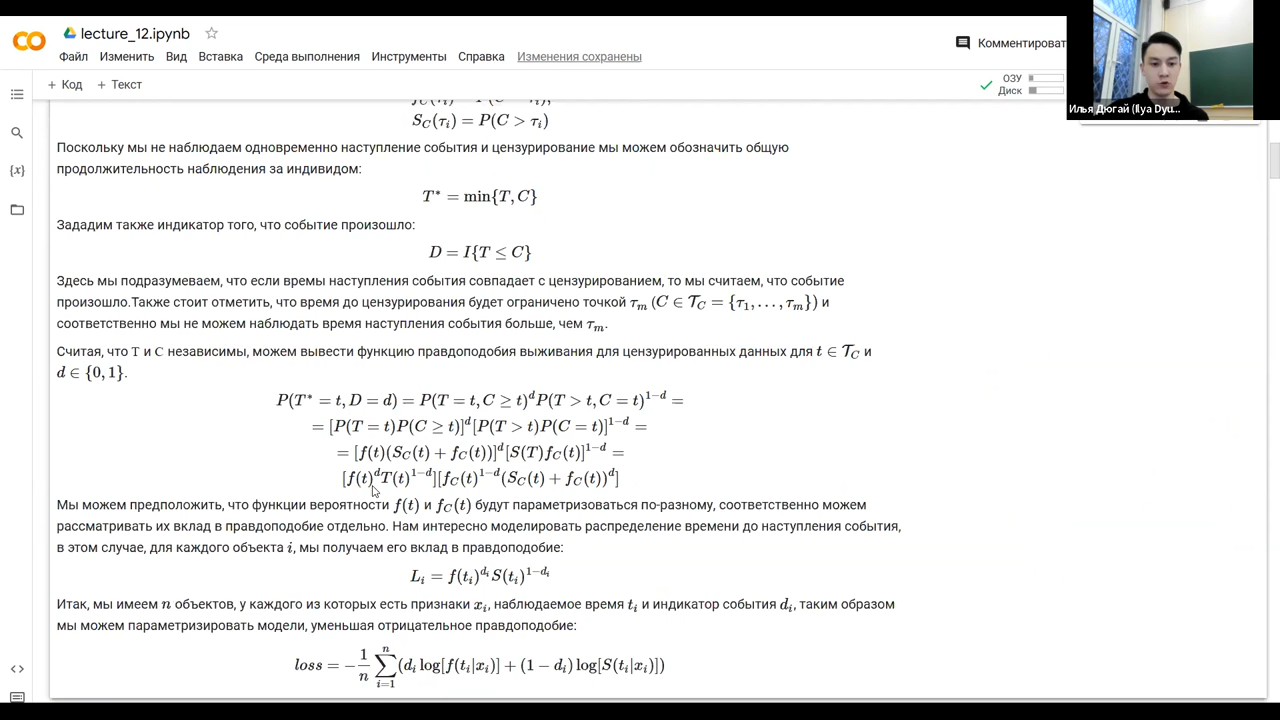 lecture_12.ipynb
Файл Изменить Вид Вставка Среда выполнения Инструменты Справка Изменения сохранены
Комментироват
+ Код + Текст
ОЗУ
Диск
Илья Дюгай (Ilya Dyu...
S_C(τ_i) = P(C > τ_i)
Поскольку мы не наблюдаем одновременно наступление события и цензурирование мы можем обозначить общую
продолжительность наблюдения за индивидом:
T* = min{T, C}
Зададим также индикатор того, что событие произошло:
D = I{T ≤ C}
Здесь мы подразумеваем, что если времы наступления события совпадает с цензурированием, то мы считаем, что событие
произошло.Также стоит отметить, что время до цензурирования будет ограничено точкой τ_m (C ∈ 𝒯_C = {τ_1, . . . , τ_m}) и
соответственно мы не можем наблюдать время наступления события больше, чем τ_m.
Считая, что T и C независимы, можем вывести функцию правдоподобия выживания для цензурированных данных для t ∈ 𝒯_C и
d ∈ {0, 1}.
P(T* = t, D = d) = P(T = t, C ≥ t)^d P(T > t, C = t)^{1−d} =
= [P(T = t)P(C ≥ t)]^d [P(T > t)P(C = t)]^{1−d} =
= [f(t)(S_C(t) + f_C(t))]^d [S(T)f_C(t)]^{1−d} =
[f(t)^d T(t)^{1−d}][f_C(t)^{1−d}(S_C(t) + f_C(t))^d]
Мы можем предположить, что функции вероятности f(t) и f_C(t) будут параметризоваться по-разному, соответственно можем
рассматривать их вклад в правдоподобие отдельно. Нам интересно моделировать распределение времени до наступления события,
в этом случае, для каждого объекта i, мы получаем его вклад в правдоподобие:
L_i = f(t_i)^{d_i} S(t_i)^{1−d_i}
Итак, мы имеем n объектов, у каждого из которых есть признаки x_i, наблюдаемое время t_i и индикатор события d_i, таким образом
мы можем параметризировать модели, уменьшая отрицательное правдоподобие:
loss = −\frac{1}{n} \sum_{i=1}^{n} (d_i log[f(t_i|x_i)] + (1 − d_i) log[S(t_i|x_i)])